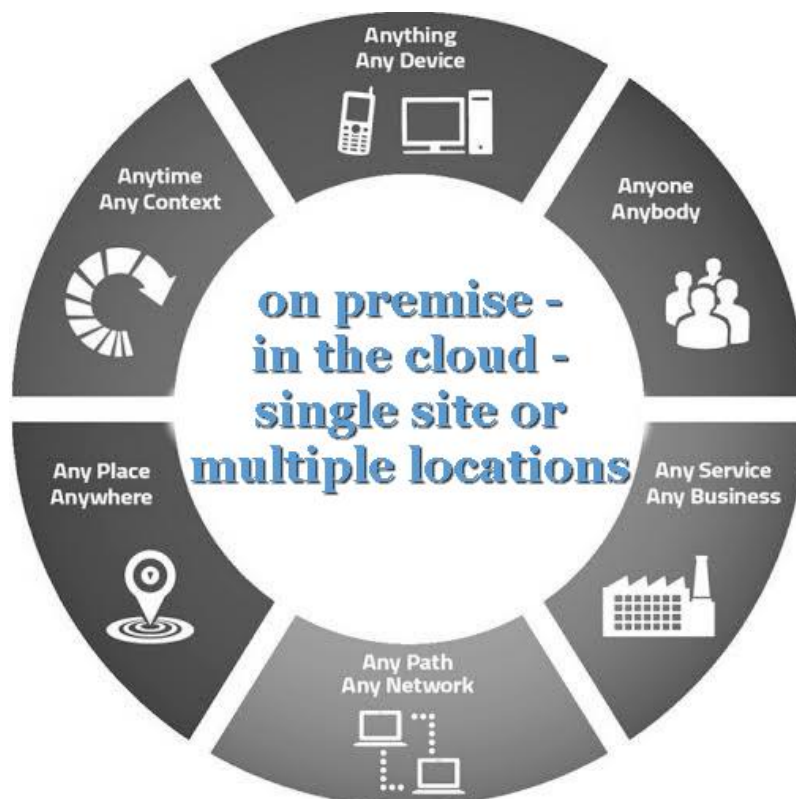 Anything
Any Device
Anyone
Anybody
Any Service
Any Business
Any Path
Any Network
Any Place
Anywhere
Anytime
Any Context
on premise -
in the cloud -
single site or
multiple locations